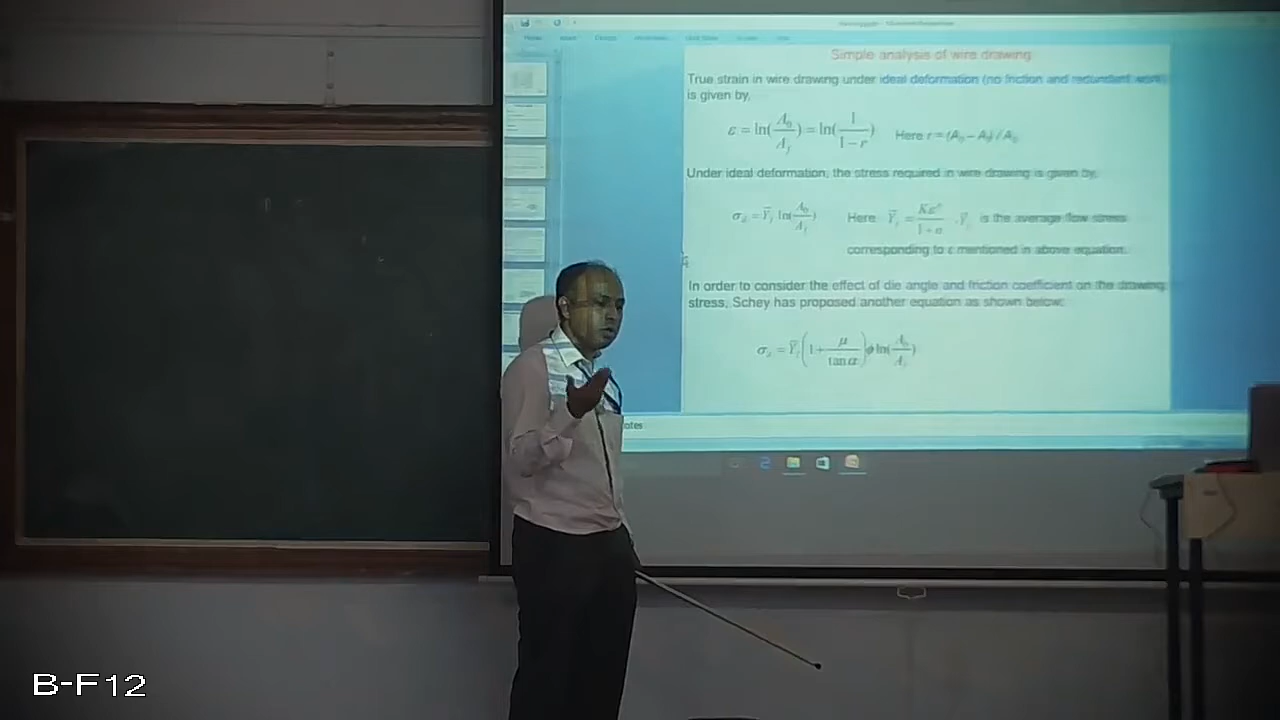 Simple analysis of wire drawing
True strain in wire drawing under ideal deformation (no friction and redundant work)
is given by,
ε = ln(A₀/A_f) = ln(1/(1−r)) Here r = (A₀ – A_f) / A₀
Under ideal deformation, the stress required in wire drawing is given by,
σ_d = Ȳ_f ln(A₀/A_f) Here Ȳ_f = Kεⁿ/(1+n) , Ȳ_f is the average flow stress
corresponding to ε mentioned in above equation.
In order to consider the effect of die angle and friction coefficient on the drawing
stress, Schey has proposed another equation as shown below:
σ_d = Ȳ_f (1 + μ/tan α) ϕ ln(A₀/A_f)
otes
B-F12